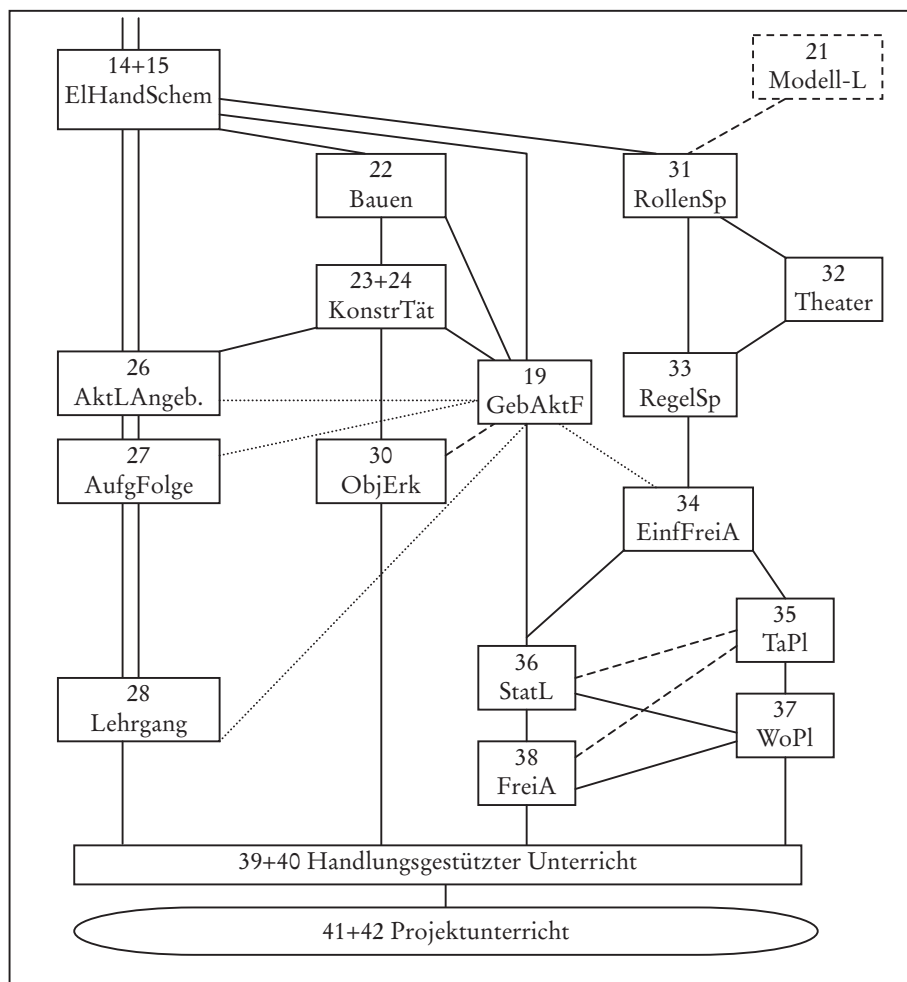 14+15
ElHandSchem
21
Modell-L
22
Bauen
31
RollenSp
23+24
KonstrTät
32
Theater
26
AktLAngeb.
19
GebAktF
33
RegelSp
27
AufgFolge
30
ObjErk
34
EinfFreiA
35
TaPl
36
StatL
28
Lehrgang
37
WoPl
38
FreiA
39+40 Handlungsgestützter Unterricht
41+42 Projektunterricht